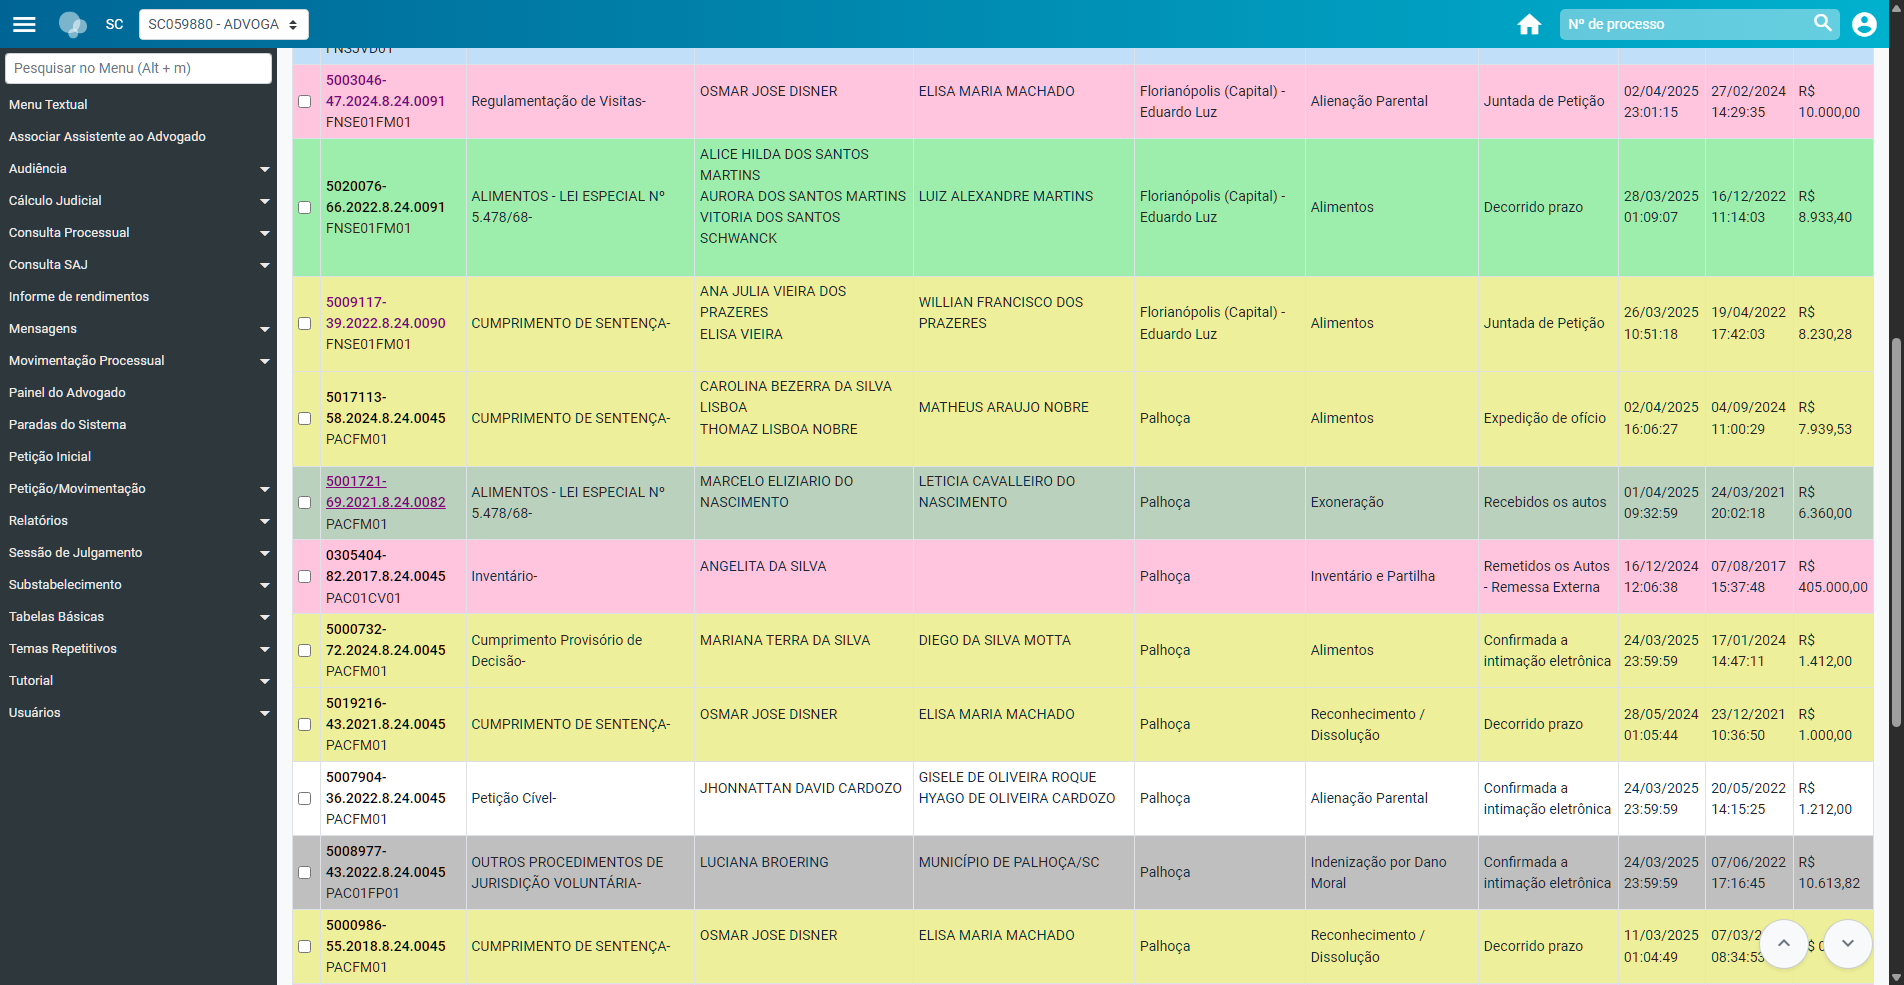 SC
SC059880 - ADVOGA
Nº de processo
Pesquisar no Menu (Alt + m)
Menu Textual
Associar Assistente ao Advogado
Audiência
Cálculo Judicial
Consulta Processual
Consulta SAJ
Informe de rendimentos
Mensagens
Movimentação Processual
Painel do Advogado
Paradas do Sistema
Petição Inicial
Petição/Movimentação
Relatórios
Sessão de Julgamento
Substabelecimento
Tabelas Básicas
Temas Repetitivos
Tutorial
Usuários
FNSJVD01
5003046-
47.2024.8.24.0091
FNSE01FM01
Regulamentação de Visitas-
OSMAR JOSE DISNER
ELISA MARIA MACHADO
Florianópolis (Capital) -
Eduardo Luz
Alienação Parental
Juntada de Petição
02/04/2025
23:01:15
27/02/2024
14:29:35
R$
10.000,00
5020076-
66.2022.8.24.0091
FNSE01FM01
ALIMENTOS - LEI ESPECIAL Nº
5.478/68-
ALICE HILDA DOS SANTOS
MARTINS
AURORA DOS SANTOS MARTINS
VITORIA DOS SANTOS
SCHWANCK
LUIZ ALEXANDRE MARTINS
Florianópolis (Capital) -
Eduardo Luz
Alimentos
Decorrido prazo
28/03/2025
01:09:07
16/12/2022
11:14:03
R$
8.933,40
5009117-
39.2022.8.24.0090
FNSE01FM01
CUMPRIMENTO DE SENTENÇA-
ANA JULIA VIEIRA DOS
PRAZERES
ELISA VIEIRA
WILLIAN FRANCISCO DOS
PRAZERES
Florianópolis (Capital) -
Eduardo Luz
Alimentos
Juntada de Petição
26/03/2025
10:51:18
19/04/2022
17:42:03
R$
8.230,28
5017113-
58.2024.8.24.0045
PACFM01
CUMPRIMENTO DE SENTENÇA-
CAROLINA BEZERRA DA SILVA
LISBOA
THOMAZ LISBOA NOBRE
MATHEUS ARAUJO NOBRE
Palhoça
Alimentos
Expedição de ofício
02/04/2025
16:06:27
04/09/2024
11:00:29
R$
7.939,53
5001721-
69.2021.8.24.0082
PACFM01
ALIMENTOS - LEI ESPECIAL Nº
5.478/68-
MARCELO ELIZIARIO DO
NASCIMENTO
LETICIA CAVALLEIRO DO
NASCIMENTO
Palhoça
Exoneração
Recebidos os autos
01/04/2025
09:32:59
24/03/2021
20:02:18
R$
6.360,00
0305404-
82.2017.8.24.0045
PAC01CV01
Inventário-
ANGELITA DA SILVA
Palhoça
Inventário e Partilha
Remetidos os Autos
- Remessa Externa
16/12/2024
12:06:38
07/08/2017
15:37:48
R$
405.000,00
5000732-
72.2024.8.24.0045
PACFM01
Cumprimento Provisório de
Decisão-
MARIANA TERRA DA SILVA
DIEGO DA SILVA MOTTA
Palhoça
Alimentos
Confirmada a
intimação eletrônica
24/03/2025
23:59:59
17/01/2024
14:47:11
R$
1.412,00
5019216-
43.2021.8.24.0045
PACFM01
CUMPRIMENTO DE SENTENÇA-
OSMAR JOSE DISNER
ELISA MARIA MACHADO
Palhoça
Reconhecimento /
Dissolução
Decorrido prazo
28/05/2024
01:05:44
23/12/2021
10:36:50
R$
1.000,00
5007904-
36.2022.8.24.0045
PACFM01
Petição Cível-
JHONNATTAN DAVID CARDOZO
GISELE DE OLIVEIRA ROQUE
HYAGO DE OLIVEIRA CARDOZO
Palhoça
Alienação Parental
Confirmada a
intimação eletrônica
24/03/2025
23:59:59
20/05/2022
14:15:25
R$
1.212,00
5008977-
43.2022.8.24.0045
PAC01FP01
OUTROS PROCEDIMENTOS DE
JURISDIÇÃO VOLUNTÁRIA-
LUCIANA BROERING
MUNICÍPIO DE PALHOÇA/SC
Palhoça
Indenização por Dano
Moral
Confirmada a
intimação eletrônica
24/03/2025
23:59:59
07/06/2022
17:16:45
R$
10.613,82
5000986-
55.2018.8.24.0045
PACFM01
CUMPRIMENTO DE SENTENÇA-
OSMAR JOSE DISNER
ELISA MARIA MACHADO
Palhoça
Reconhecimento /
Dissolução
Decorrido prazo
11/03/2025
01:04:49
07/03/2
08:34:53